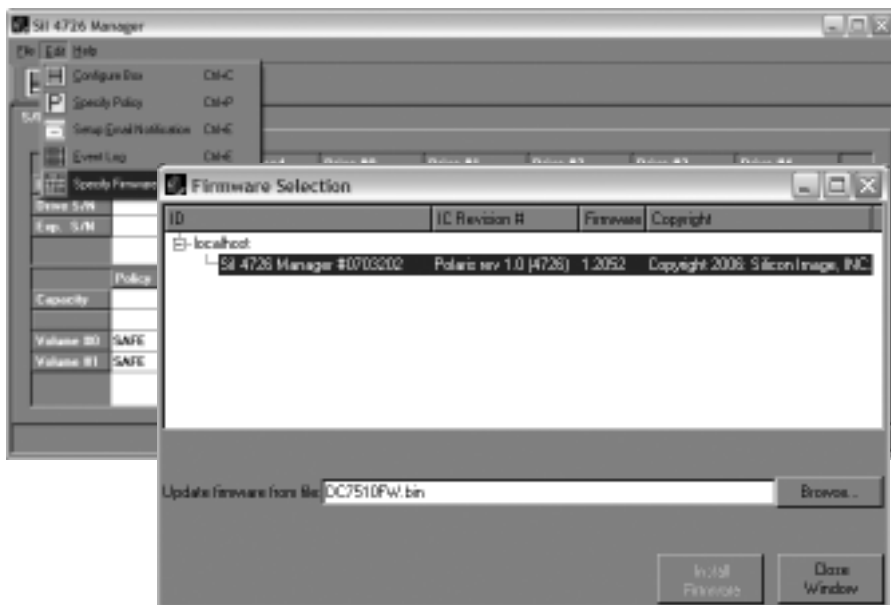 SiI 4726 Manager
File Edit Help
Configure Box Ctrl+C
Specify Policy Ctrl+P
Setup Email Notification Ctrl+E
Event Log Ctrl+E
Specify Firmware
Drive S/N
Exp. S/N
Policy
Capacity
Volume #0 SAFE
Volume #1 SAFE
Firmware Selection
ID IC Revision # Firmware Copyright
localhost
SiI 4726 Manager #0703202 Polaris rev 1.0 (4726) 1.2052 Copyright 2006: Silicon Image, INC
Update firmware from file: DC7510FW.bin Browse...
Install Firmware
Close Window